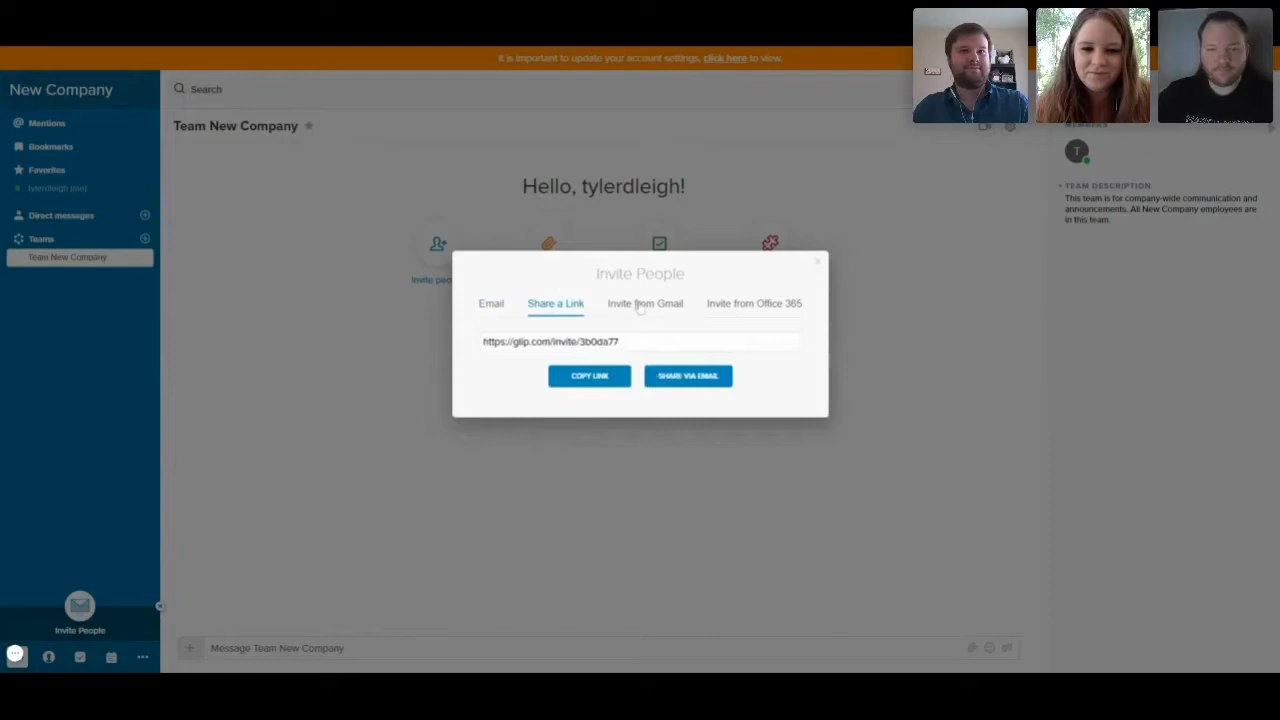 It is important to update your account settings, click here to view.
New Company
Search
Mentions
Team New Company
MEMBERS
Bookmarks
T
Favorites
tylerdleigh (me)
Hello, tylerdleigh!
TEAM DESCRIPTION
This team is for company-wide communication and
announcements. All New Company employees are
in this team.
Direct messages
Teams
Team New Company
Invite People
Email Share a Link Invite from Gmail Invite from Office 365
https://glip.com/invite/3b0da77
COPY LINK SHARE VIA EMAIL
Invite People
Message Team New Company